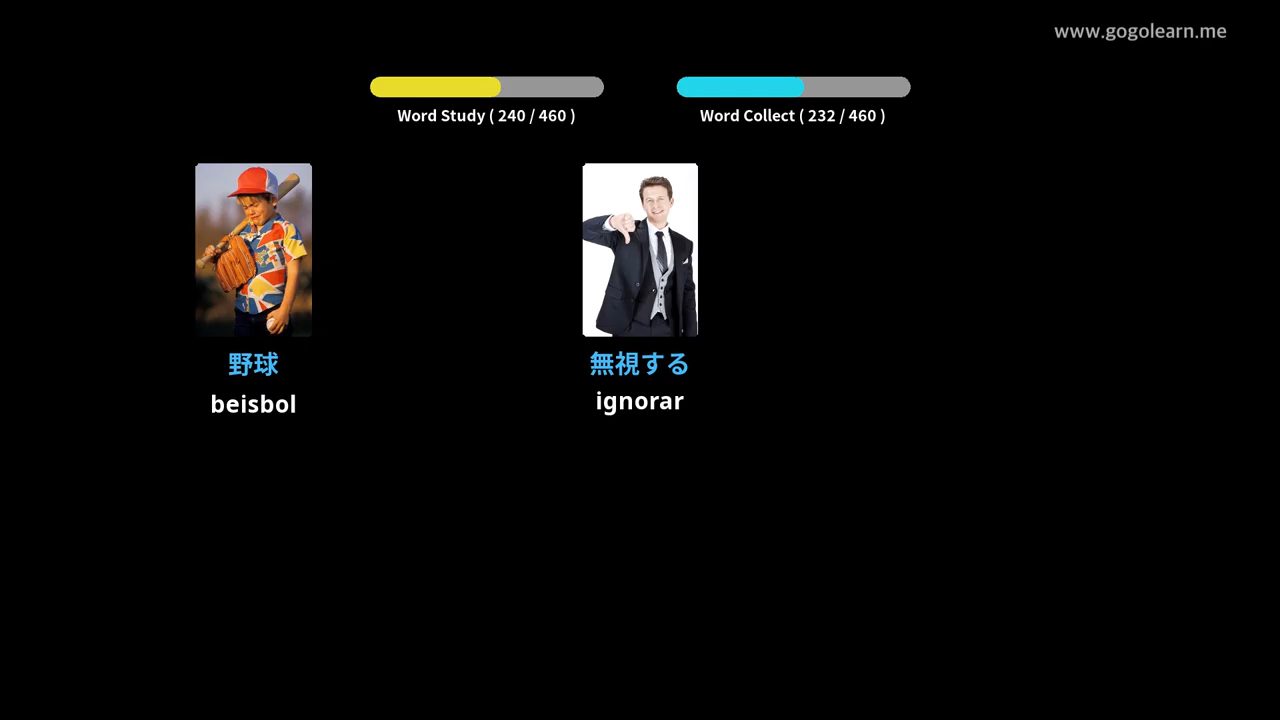 www.gogolearn.me
Word Study ( 240 / 460 )
Word Collect ( 232 / 460 )
野球
beisbol
無視する
ignorar